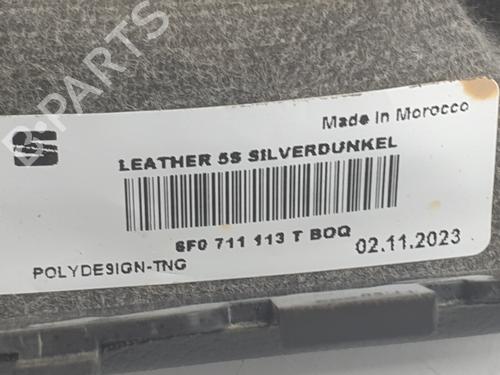 Made in Morocco
LEATHER 5S SILVERDUNKEL
6F0 711 113 T BOQ
02.11.2023
POLYDESIGN-TNG
B-PARTS